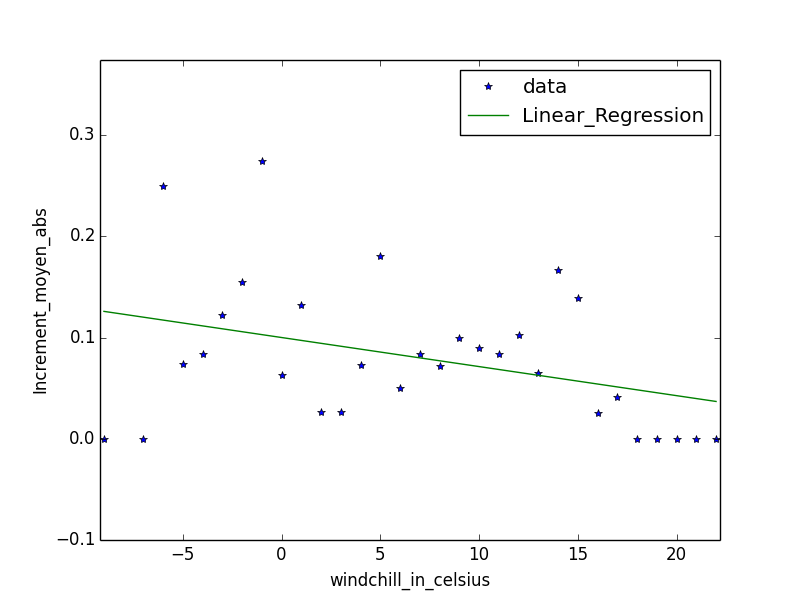 data
Linear_Regression
0.3
0.2
0.1
0.0
−0.1
Increment_moyen_abs
−5
0
5
10
15
20
windchill_in_celsius